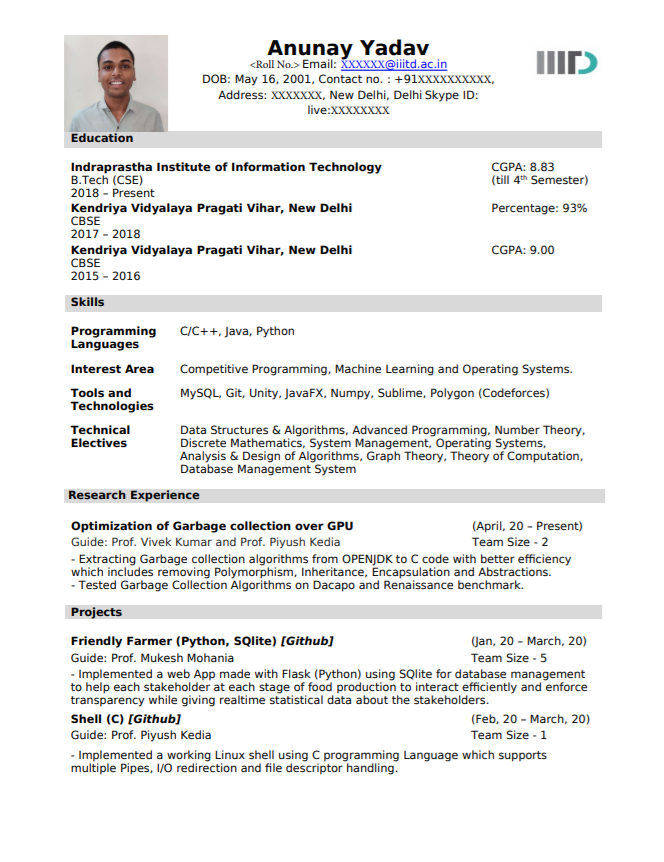 Anunay Yadav
<Roll No.> Email: XXXXXX@iiitd.ac.in
DOB: May 16, 2001, Contact no. : +91XXXXXXXXXX,
Address: XXXXXXX, New Delhi, Delhi Skype ID:
live:XXXXXXXX
IIITD
Education
Indraprastha Institute of Information Technology CGPA: 8.83
B.Tech (CSE) (till 4th Semester)
2018 – Present
Kendriya Vidyalaya Pragati Vihar, New Delhi Percentage: 93%
CBSE
2017 – 2018
Kendriya Vidyalaya Pragati Vihar, New Delhi CGPA: 9.00
CBSE
2015 – 2016
Skills
Programming C/C++, Java, Python
Languages
Interest Area Competitive Programming, Machine Learning and Operating Systems.
Tools and MySQL, Git, Unity, JavaFX, Numpy, Sublime, Polygon (Codeforces)
Technologies
Technical Data Structures & Algorithms, Advanced Programming, Number Theory,
Electives Discrete Mathematics, System Management, Operating Systems,
Analysis & Design of Algorithms, Graph Theory, Theory of Computation,
Database Management System
Research Experience
Optimization of Garbage collection over GPU (April, 20 – Present)
Guide: Prof. Vivek Kumar and Prof. Piyush Kedia Team Size - 2
- Extracting Garbage collection algorithms from OPENJDK to C code with better efficiency
which includes removing Polymorphism, Inheritance, Encapsulation and Abstractions.
- Tested Garbage Collection Algorithms on Dacapo and Renaissance benchmark.
Projects
Friendly Farmer (Python, SQlite) [Github] (Jan, 20 – March, 20)
Guide: Prof. Mukesh Mohania Team Size - 5
- Implemented a web App made with Flask (Python) using SQlite for database management
to help each stakeholder at each stage of food production to interact efficiently and enforce
transparency while giving realtime statistical data about the stakeholders.
Shell (C) [Github] (Feb, 20 – March, 20)
Guide: Prof. Piyush Kedia Team Size - 1
- Implemented a working Linux shell using C programming Language which supports
multiple Pipes, I/O redirection and file descriptor handling.